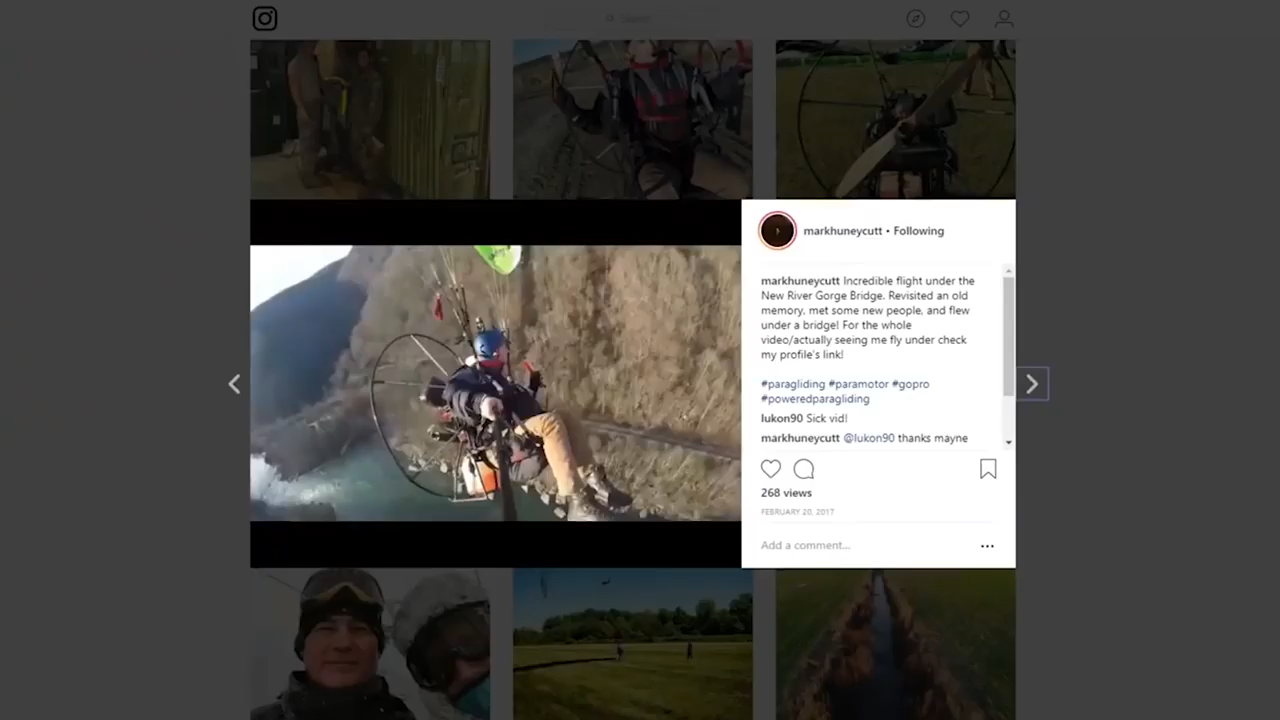 markhuneycutt • Following
markhuneycutt Incredible flight under the
New River Gorge Bridge. Revisited an old
memory, met some new people, and flew
under a bridge! For the whole
video/actually seeing me fly under check
my profile's link!
#paragliding #paramotor #gopro
#poweredparagliding
lukon90 Sick vid!
markhuneycutt @lukon90 thanks mayne
268 views
FEBRUARY 20, 2017
Add a comment...